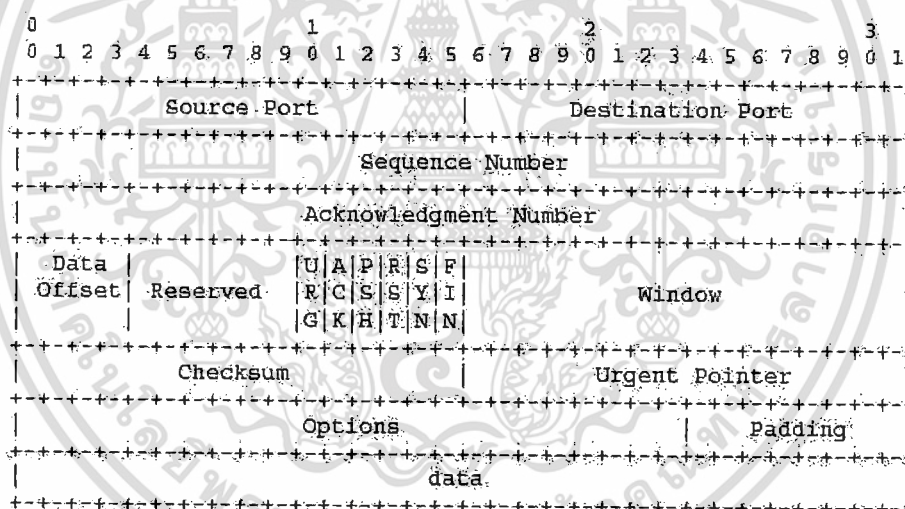 0 1 2 3
0 1 2 3 4 5 6 7 8 9 0 1 2 3 4 5 6 7 8 9 0 1 2 3 4 5 6 7 8 9 0 1
+-+-+-+-+-+-+-+-+-+-+-+-+-+-+-+-+-+-+-+-+-+-+-+-+-+-+-+-+-+-+-+-
| Source Port | Destination Port
+-+-+-+-+-+-+-+-+-+-+-+-+-+-+-+-+-+-+-+-+-+-+-+-+-+-+-+-+-+-+-+-
| Sequence Number
+-+-+-+-+-+-+-+-+-+-+-+-+-+-+-+-+-+-+-+-+-+-+-+-+-+-+-+-+-+-+-+-
| Acknowledgment Number
+-+-+-+-+-+-+-+-+-+-+-+-+-+-+-+-+-+-+-+-+-+-+-+-+-+-+-+-+-+-+-+-
| Data | |U|A|P|R|S|F|
| Offset| Reserved |R|C|S|S|Y|I| Window
| | |G|K|H|T|N|N|
+-+-+-+-+-+-+-+-+-+-+-+-+-+-+-+-+-+-+-+-+-+-+-+-+-+-+-+-+-+-+-+-
| Checksum | Urgent Pointer
+-+-+-+-+-+-+-+-+-+-+-+-+-+-+-+-+-+-+-+-+-+-+-+-+-+-+-+-+-+-+-+-
| Options | Padding
+-+-+-+-+-+-+-+-+-+-+-+-+-+-+-+-+-+-+-+-+-+-+-+-+-+-+-+-+-+-+-+-
| data
+-+-+-+-+-+-+-+-+-+-+-+-+-+-+-+-+-+-+-+-+-+-+-+-+-+-+-+-+-+-+-+-